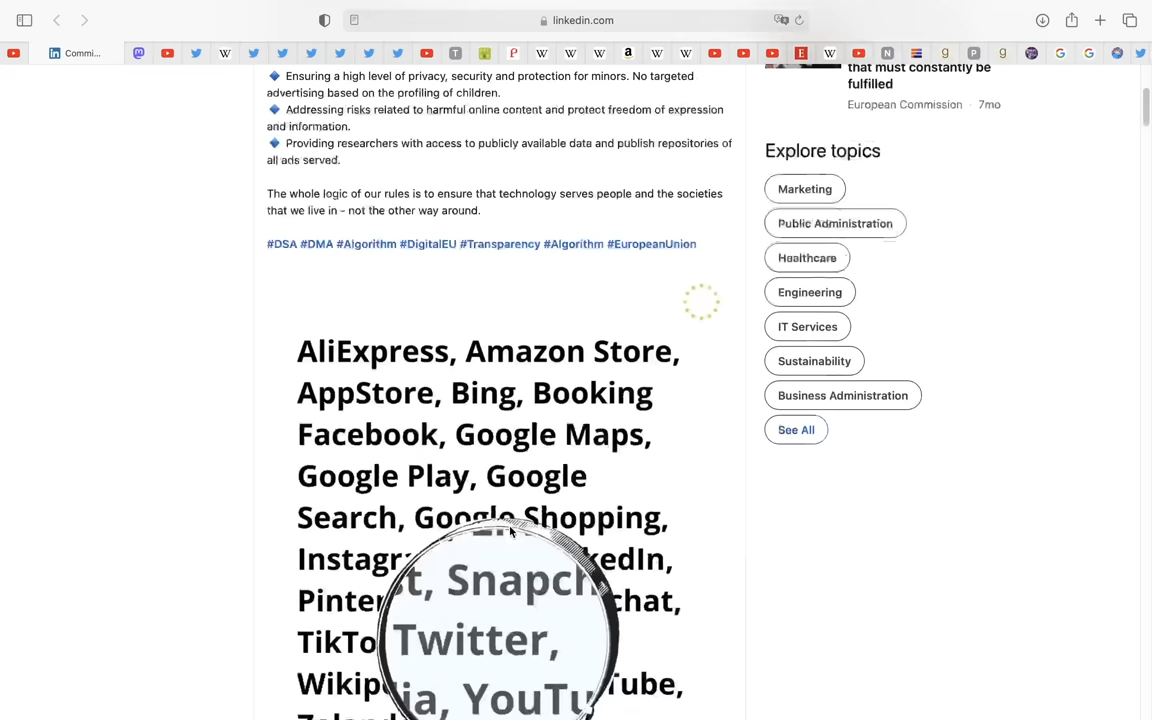 linkedin.com
Commi...
Ensuring a high level of privacy, security and protection for minors. No targeted
advertising based on the profiling of children.
Addressing risks related to harmful online content and protect freedom of expression
and information.
Providing researchers with access to publicly available data and publish repositories of
all ads served.
The whole logic of our rules is to ensure that technology serves people and the societies
that we live in - not the other way around.
#DSA #DMA #Algorithm #DigitalEU #Transparency #Algorithm #EuropeanUnion
AliExpress, Amazon Store,
AppStore, Bing, Booking
Facebook, Google Maps,
Google Play, Google
Search, Google Shopping,
Instagr kedIn,
Pinter t, Snapch chat,
TikTo Twitter,
Wikip ia, YouTu Tube,
that must constantly be
fulfilled
European Commission · 7mo
Explore topics
Marketing
Public Administration
Healthcare
Engineering
IT Services
Sustainability
Business Administration
See All